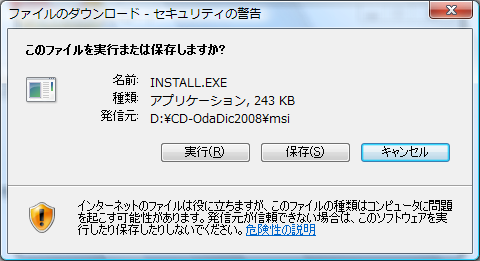 ファイルのダウンロード - セキュリティの警告
このファイルを実行または保存しますか?
名前: INSTALL.EXE
種類: アプリケーション, 243 KB
発信元: D:¥CD-OdaDic2008¥msi
実行(R) 保存(S) キャンセル
インターネットのファイルは役に立ちますが、このファイルの種類はコンピュータに問題
を起こす可能性があります。発信元が信頼できない場合は、このソフトウェアを実
行したり保存したりしないでください。危険性の説明